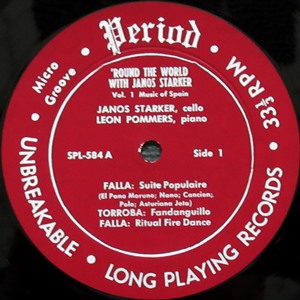 Period
Micro Groove
'ROUND THE WORLD
WITH JANOS STARKER
Vol. 1 Music of Spain
JANOS STARKER, cello
LEON POMMERS, piano
33⅓ RPM
SPL-584 A
Side 1
FALLA: Suite Populaire
(El Pano Moruno; Nana; Cancion;
Polo; Asturiana Jota)
TORROBA: Fandanguillo
FALLA: Ritual Fire Dance
UNBREAKABLE · LONG PLAYING RECORDS